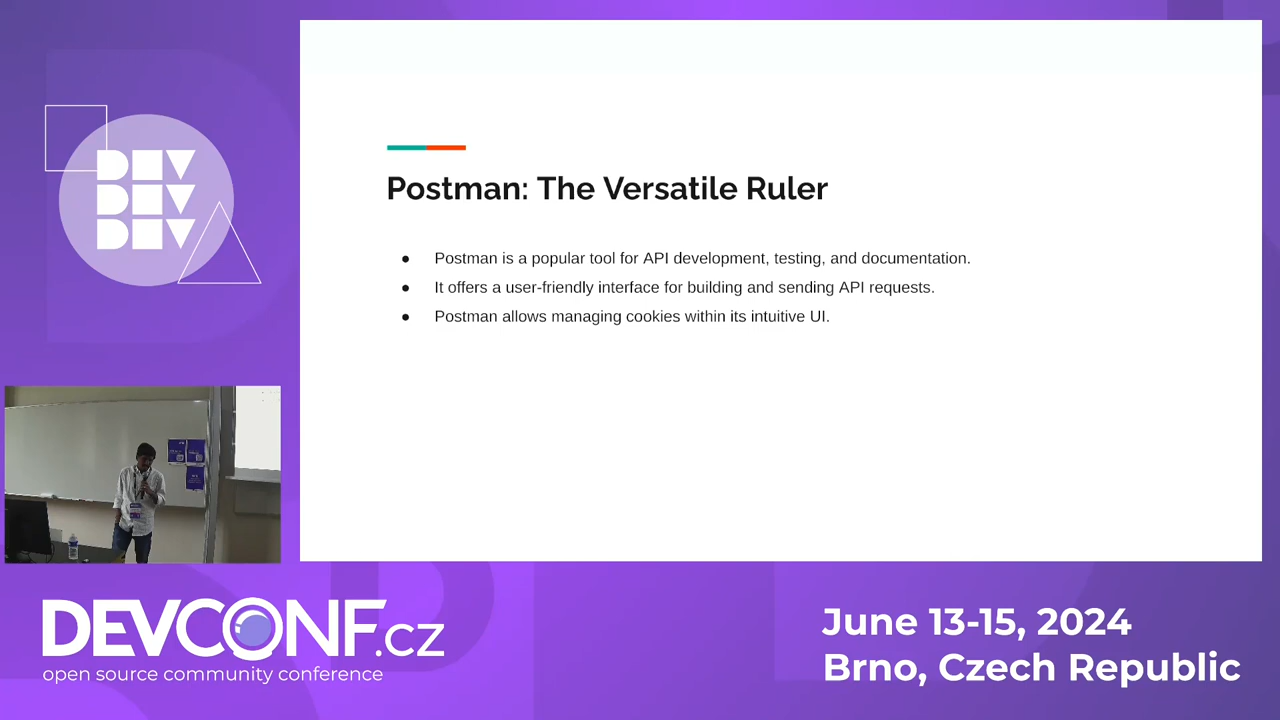 DEV
DEV
DEV
Postman: The Versatile Ruler
● Postman is a popular tool for API development, testing, and documentation.
● It offers a user-friendly interface for building and sending API requests.
● Postman allows managing cookies within its intuitive UI.
DEVCONF.cz
open source community conference
June 13-15, 2024
Brno, Czech Republic